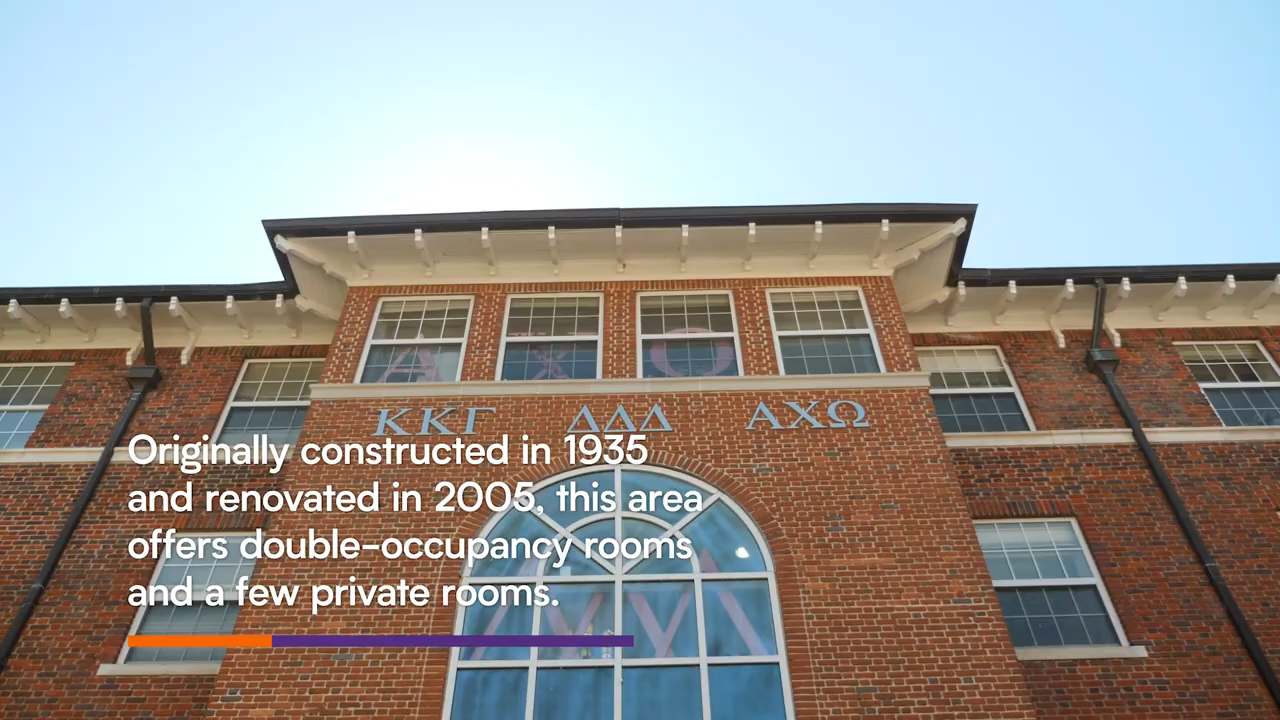 Α Χ Ω
ΚΚΓ ΔΔΔ ΑΧΩ
Originally constructed in 1935
and renovated in 2005, this area
offers double-occupancy rooms
and a few private rooms.